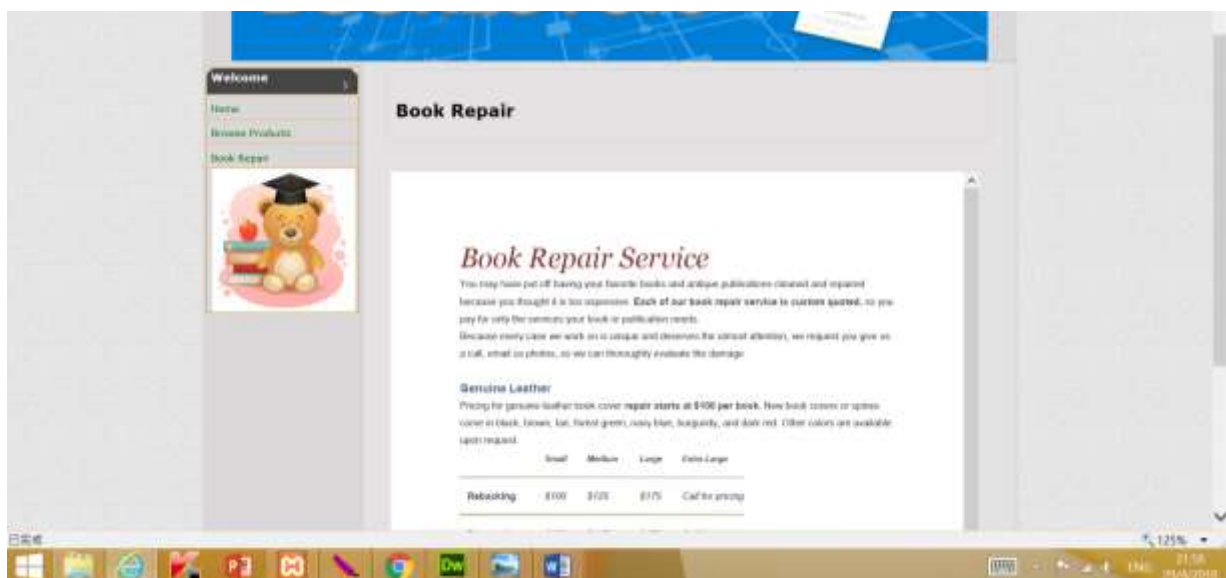 Welcome
Home
Browse Products
Book Repair
Book Repair
Book Repair Service
You may have put off having your favorite books and antique publications cleaned and repaired
because you thought it is too expensive. Each of our book repair service is custom quoted, so you
pay for only the services your book or publication needs.
Because every case we work on is unique and deserves the utmost attention, we request you give us
a call, email us photos, so we can thoroughly evaluate the damage.
Genuine Leather
Pricing for genuine leather book cover repair starts at $100 per book. New book covers or spines
come in black, brown, tan, forest green, navy blue, burgundy, and dark red. Other colors are available
upon request.
Small Medium Large Extra Large
Rebacking $100 $125 $175 Call for pricing
已完成
125%
ENG
21:58